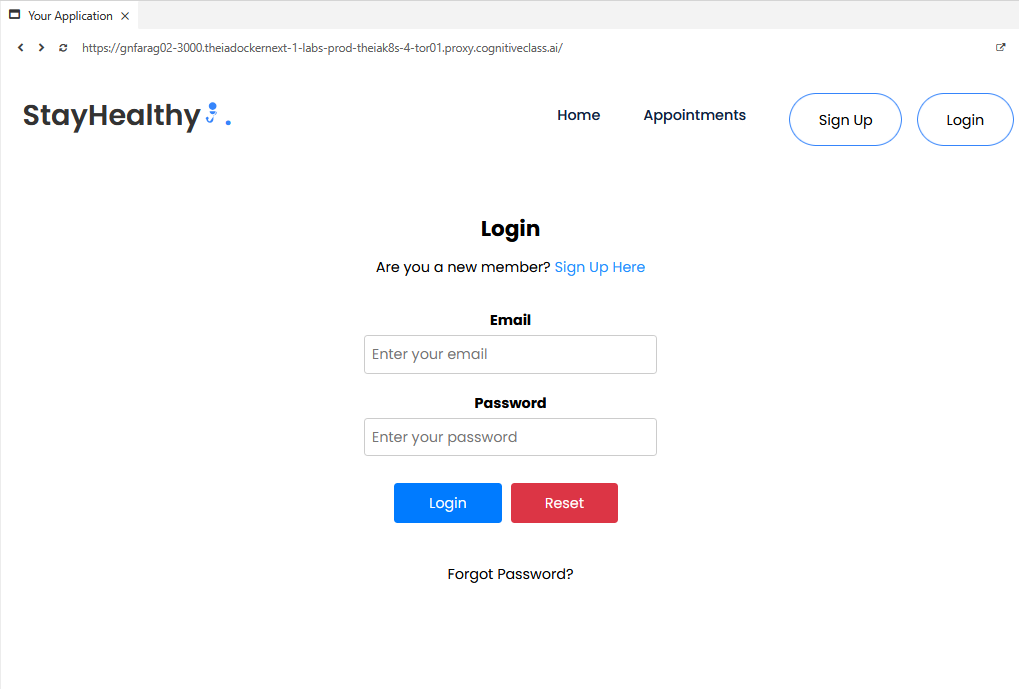 Your Application
https://gnfarag02-3000.theiadockernext-1-labs-prod-theiak8s-4-tor01.proxy.cognitiveclass.ai/
StayHealthy
Home Appointments Sign Up Login
Login
Are you a new member? Sign Up Here
Email
Enter your email
Password
Enter your password
Login Reset
Forgot Password?